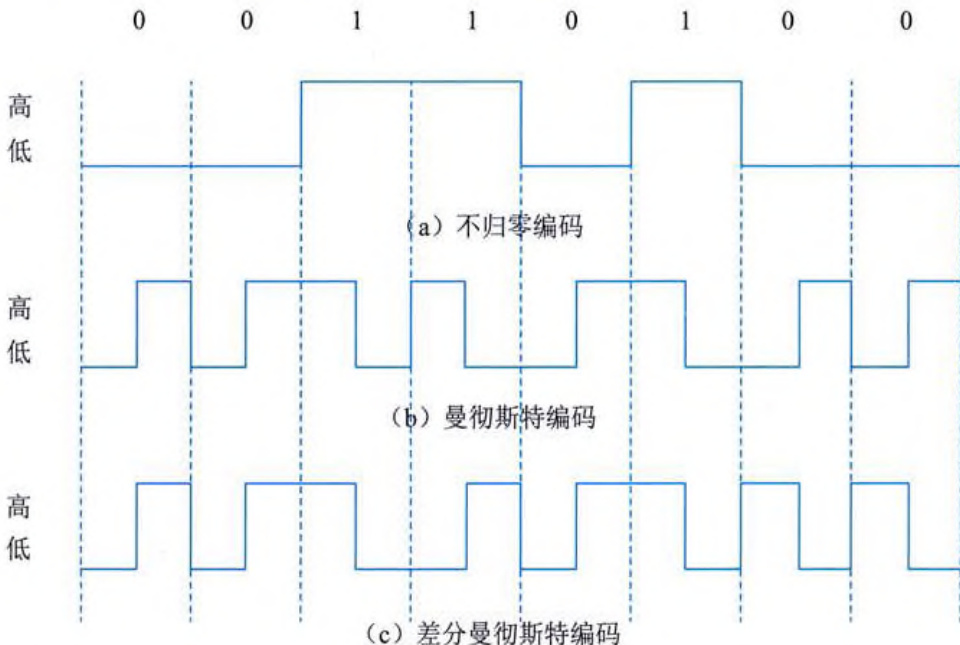 0 0 1 1 0 1 0 0
高
低
（a）不归零编码
高
低
（b）曼彻斯特编码
高
低
（c）差分曼彻斯特编码